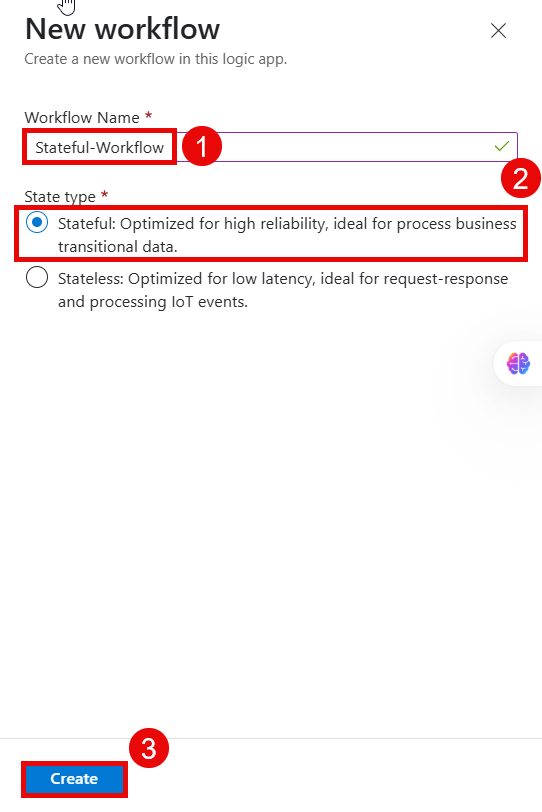 New workflow
Create a new workflow in this logic app.
Workflow Name *
Stateful-Workflow
1
2
State type *
Stateful: Optimized for high reliability, ideal for process business
transitional data.
Stateless: Optimized for low latency, ideal for request-response
and processing IoT events.
3
Create